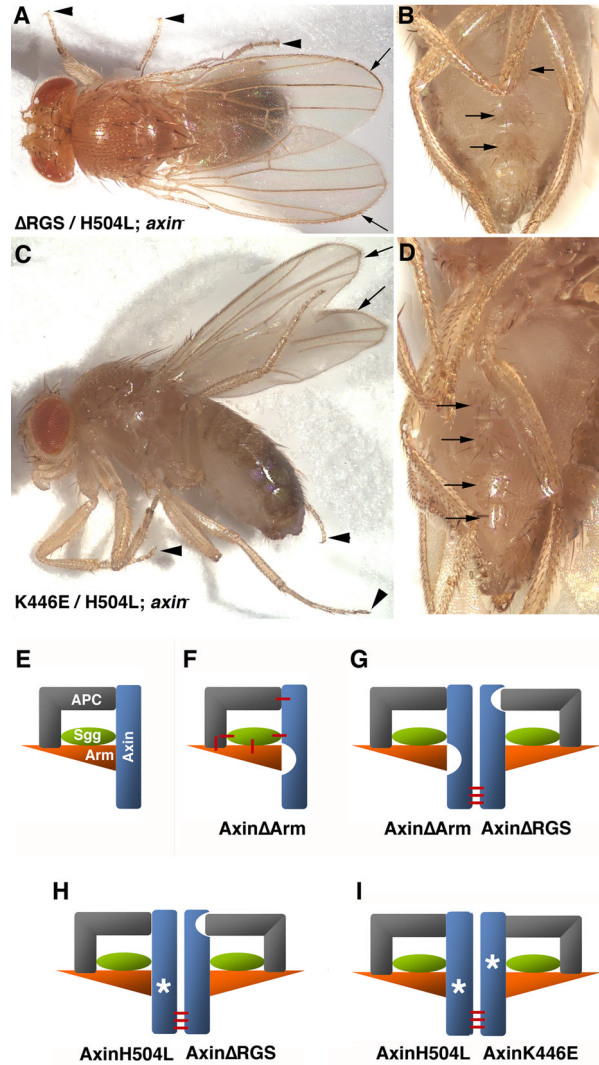 A
B
ΔRGS / H504L; axin-
C
D
K446E / H504L; axin-
E
F
G
APC
Sgg
Arm
Axin
AxinΔArm
AxinΔArm AxinΔRGS
H
I
AxinH504L AxinΔRGS
AxinH504L AxinK446E